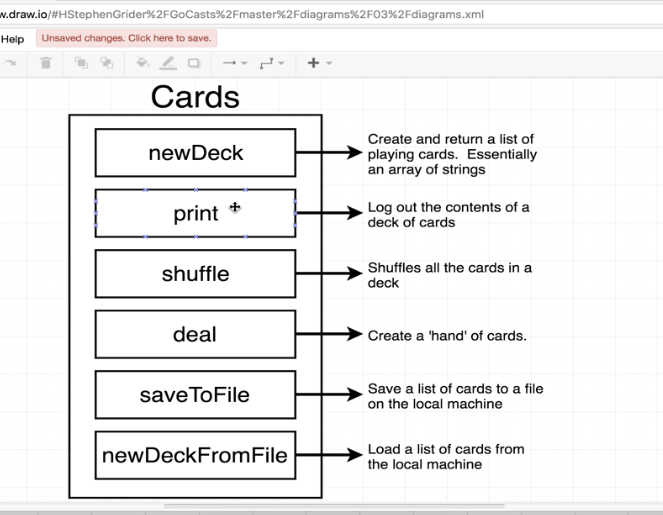 w.draw.io/#HStephenGrider%2FGoCasts%2Fmaster%2Fdiagrams%2F03%2Fdiagrams.xml
Help Unsaved changes. Click here to save.
Cards
newDeck
Create and return a list of
playing cards. Essentially
an array of strings
print
Log out the contents of a
deck of cards
shuffle
Shuffles all the cards in a
deck
deal
Create a 'hand' of cards.
saveToFile
Save a list of cards to a file
on the local machine
newDeckFromFile
Load a list of cards from
the local machine